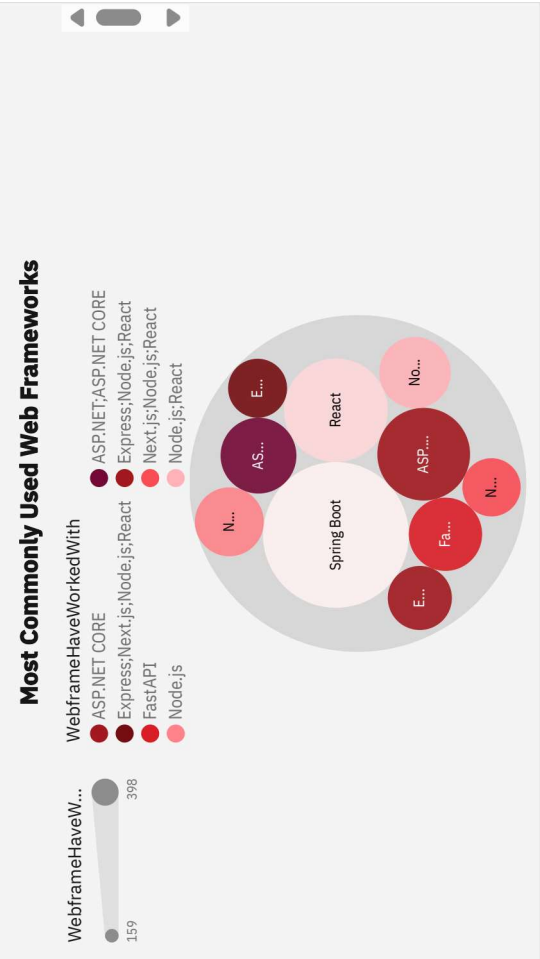 Most Commonly Used Web Frameworks
WebframeHaveW...
159
398
WebframeHaveWorkedWith
ASP.NET CORE
Express;Next.js;Node.js;React
FastAPI
Node.js
ASP.NET;ASP.NET CORE
Express;Node.js;React
Next.js;Node.js;React
Node.js;React
N...
AS...
E...
Spring Boot
React
E...
Fa...
ASP....
No...
N...